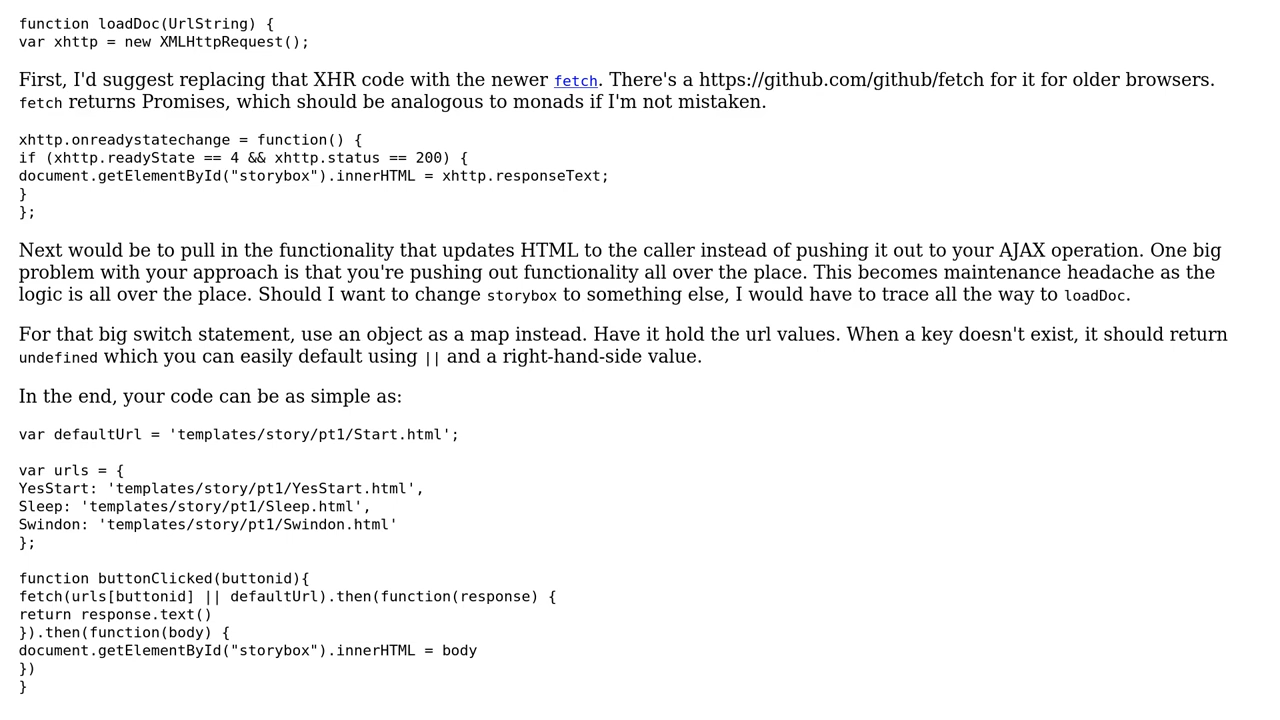 function loadDoc(UrlString) {
var xhttp = new XMLHttpRequest();
First, I'd suggest replacing that XHR code with the newer fetch. There's a https://github.com/github/fetch for it for older browsers.
fetch returns Promises, which should be analogous to monads if I'm not mistaken.
xhttp.onreadystatechange = function() {
if (xhttp.readyState == 4 && xhttp.status == 200) {
document.getElementById("storybox").innerHTML = xhttp.responseText;
}
};
Next would be to pull in the functionality that updates HTML to the caller instead of pushing it out to your AJAX operation. One big
problem with your approach is that you're pushing out functionality all over the place. This becomes maintenance headache as the
logic is all over the place. Should I want to change storybox to something else, I would have to trace all the way to loadDoc.
For that big switch statement, use an object as a map instead. Have it hold the url values. When a key doesn't exist, it should return
undefined which you can easily default using || and a right-hand-side value.
In the end, your code can be as simple as:
var defaultUrl = 'templates/story/pt1/Start.html';
var urls = {
YesStart: 'templates/story/pt1/YesStart.html',
Sleep: 'templates/story/pt1/Sleep.html',
Swindon: 'templates/story/pt1/Swindon.html'
};
function buttonClicked(buttonid){
fetch(urls[buttonid] || defaultUrl).then(function(response) {
return response.text()
}).then(function(body) {
document.getElementById("storybox").innerHTML = body
})
}